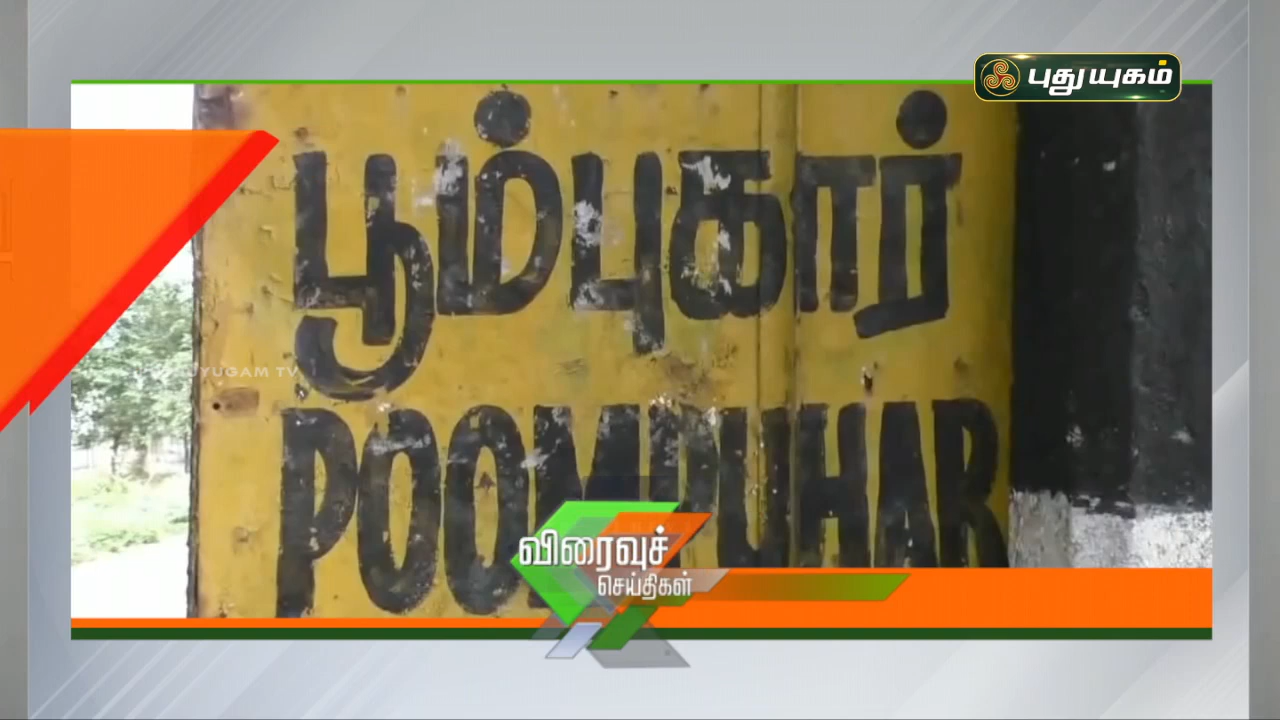 புதுயுகம்
பூம்புகார்
YUGAM TV
POOMPUHAR
விரைவுச்
செய்திகள்